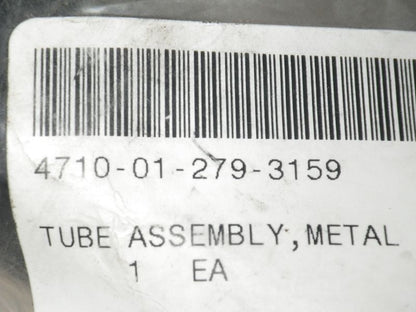 4710-01-279-3159
TUBE ASSEMBLY,METAL
1 EA